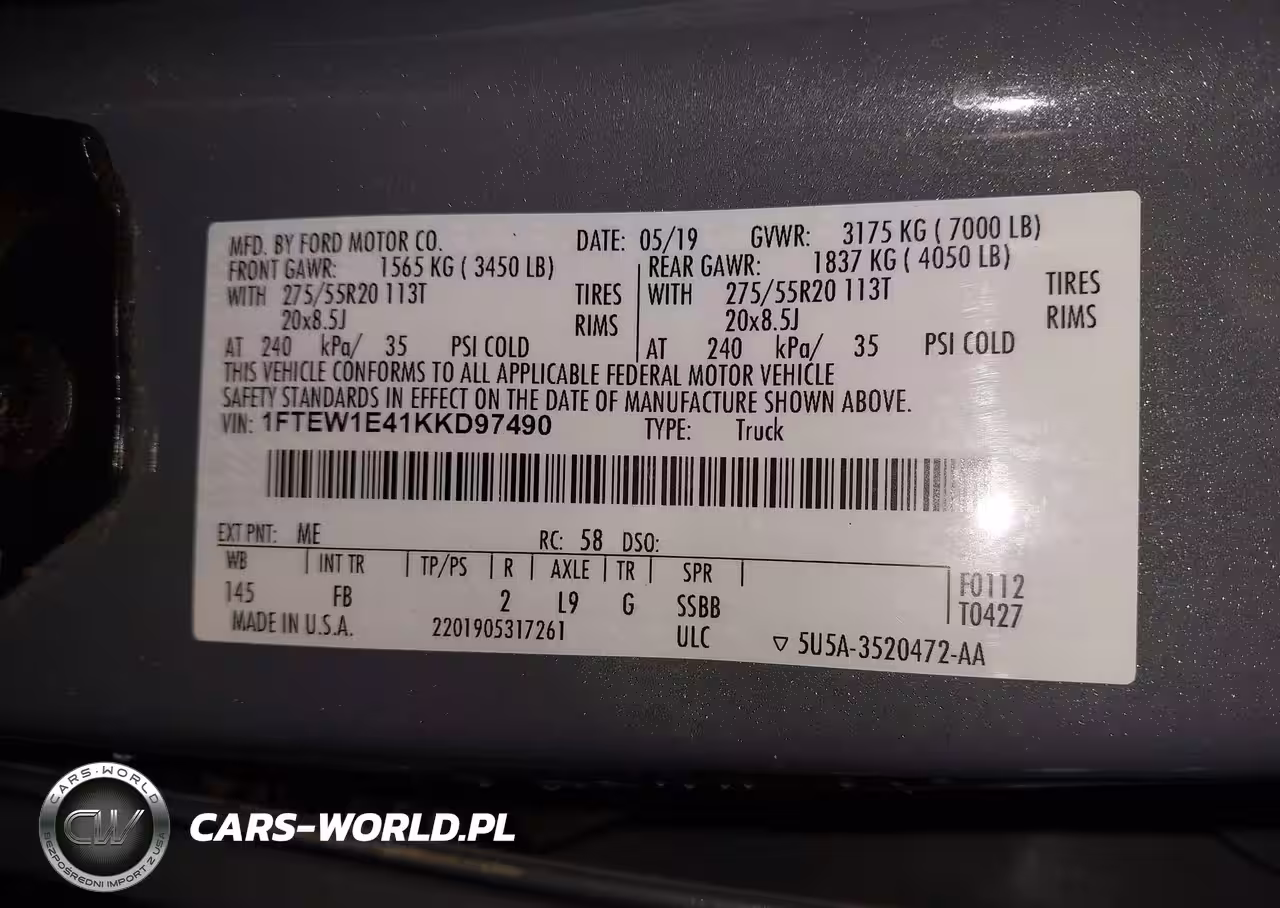 MFD. BY FORD MOTOR CO. DATE: 05/19 GVWR: 3175 KG ( 7000 LB)
FRONT GAWR: 1565 KG ( 3450 LB) REAR GAWR: 1837 KG ( 4050 LB)
WITH 275/55R20 113T TIRES WITH 275/55R20 113T TIRES
20x8.5J RIMS 20x8.5J RIMS
AT 240 kPa/ 35 PSI COLD AT 240 kPa/ 35 PSI COLD
THIS VEHICLE CONFORMS TO ALL APPLICABLE FEDERAL MOTOR VEHICLE
SAFETY STANDARDS IN EFFECT ON THE DATE OF MANUFACTURE SHOWN ABOVE.
VIN: 1FTEW1E41KKD97490 TYPE: Truck
EXT PNT: ME RC: 58 DSO:
WB INT TR TP/PS R AXLE TR SPR F0112
145 FB 2 L9 G SSBB T0427
MADE IN U.S.A. 2201905317261 ULC 5U5A-3520472-AA
CARS-WORLD
CW
BEZPOŚREDNI IMPORT Z USA
CARS-WORLD.PL